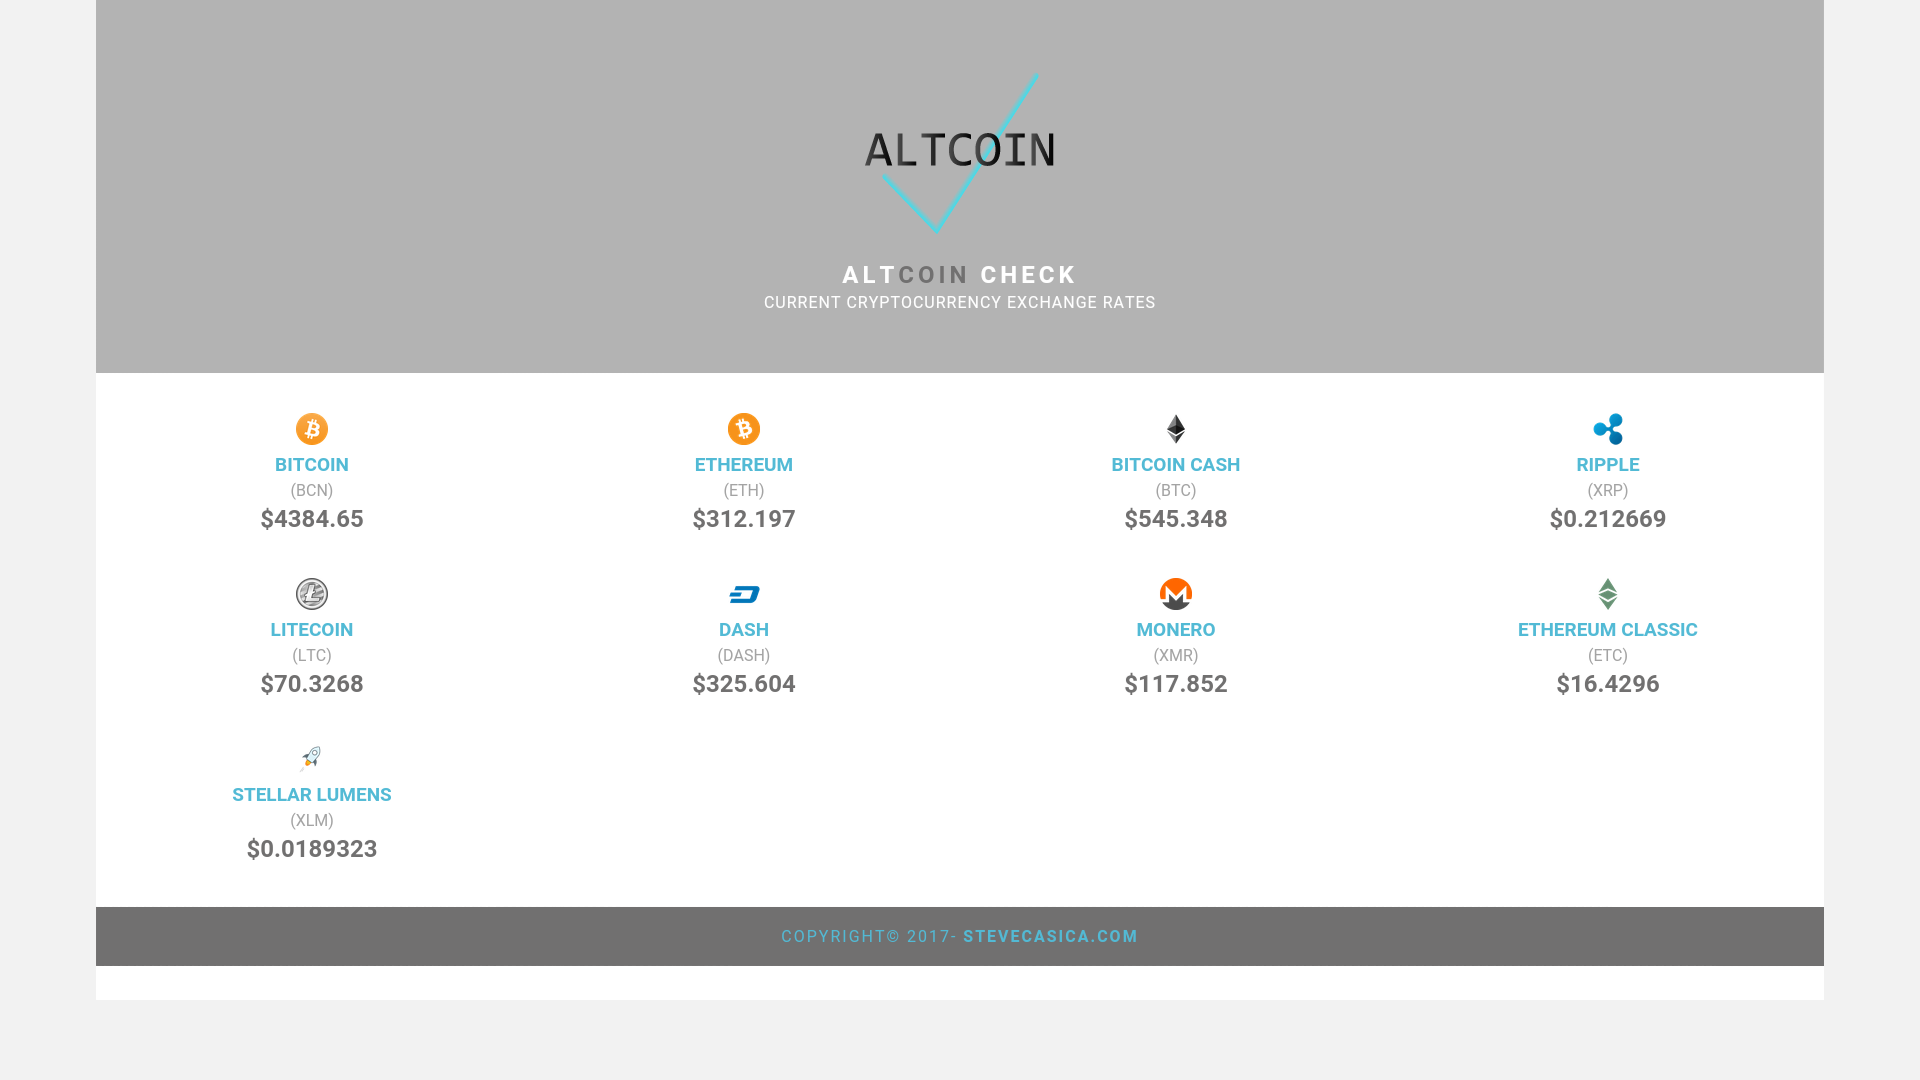 ALTCOIN
ALTCOIN CHECK
CURRENT CRYPTOCURRENCY EXCHANGE RATES
BITCOIN
(BCN)
$4384.65
ETHEREUM
(ETH)
$312.197
BITCOIN CASH
(BTC)
$545.348
RIPPLE
(XRP)
$0.212669
LITECOIN
(LTC)
$70.3268
DASH
(DASH)
$325.604
MONERO
(XMR)
$117.852
ETHEREUM CLASSIC
(ETC)
$16.4296
STELLAR LUMENS
(XLM)
$0.0189323
COPYRIGHT© 2017- STEVECASICA.COM